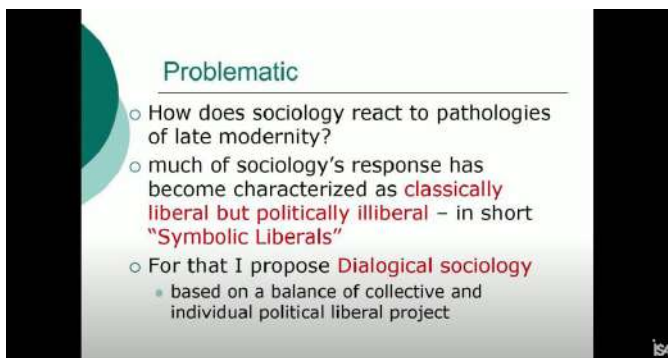 Problematic
How does sociology react to pathologies
of late modernity?
much of sociology's response has
become characterized as classically
liberal but politically illiberal – in short
"Symbolic Liberals"
For that I propose Dialogical sociology
based on a balance of collective and
individual political liberal project